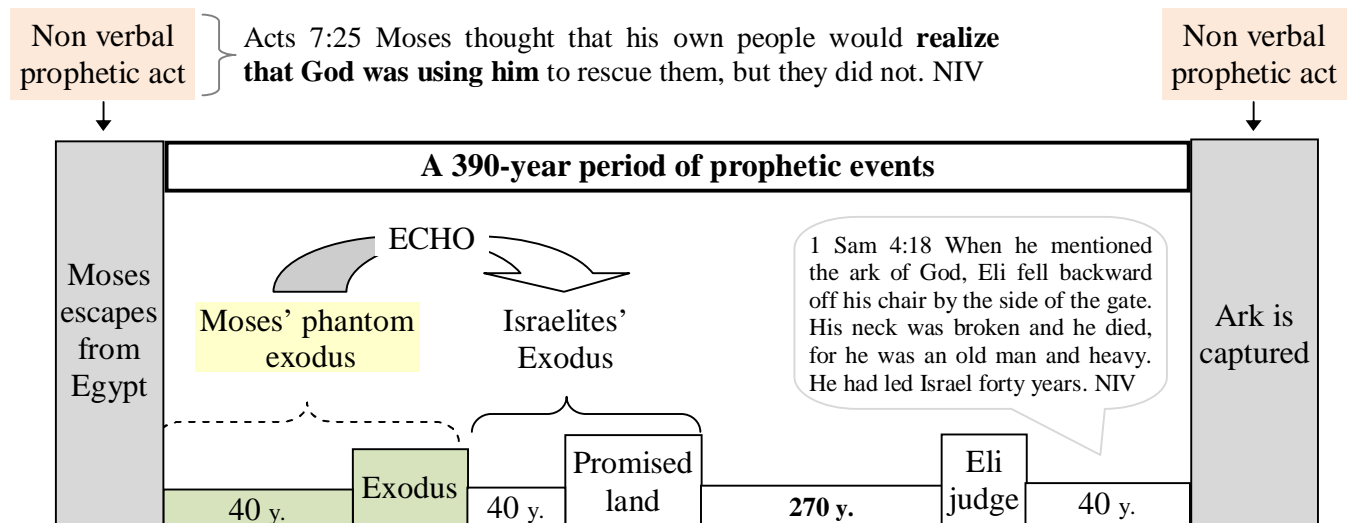 Non verbal
prophetic act
Acts 7:25 Moses thought that his own people would realize
that God was using him to rescue them, but they did not. NIV
Non verbal
prophetic act
A 390-year period of prophetic events
Moses
escapes
from
Egypt
ECHO
Moses’ phantom
exodus
Israelites’
Exodus
1 Sam 4:18 When he mentioned
the ark of God, Eli fell backward
off his chair by the side of the gate.
His neck was broken and he died,
for he was an old man and heavy.
He had led Israel forty years. NIV
Ark is
captured
40 y.
Exodus
40 y.
Promised
land
270 y.
Eli
judge
40 y.